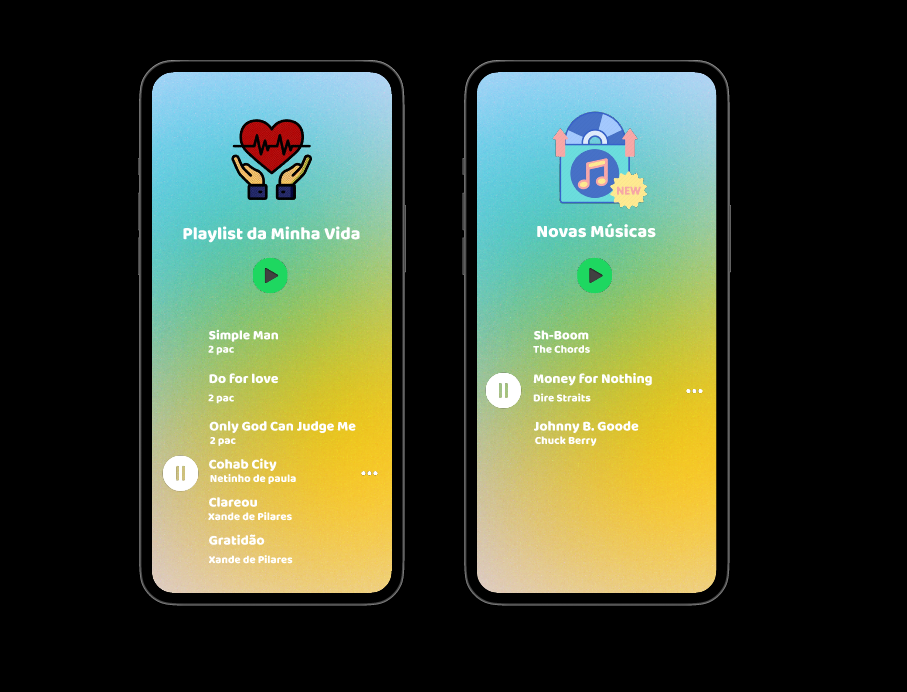 Playlist da Minha Vida
Simple Man
2 pac
Do for love
2 pac
Only God Can Judge Me
2 pac
Cohab City
Netinho de paula
Clareou
Xande de Pilares
Gratidão
Xande de Pilares
NEW
Novas Músicas
Sh-Boom
The Chords
Money for Nothing
Dire Straits
Johnny B. Goode
Chuck Berry